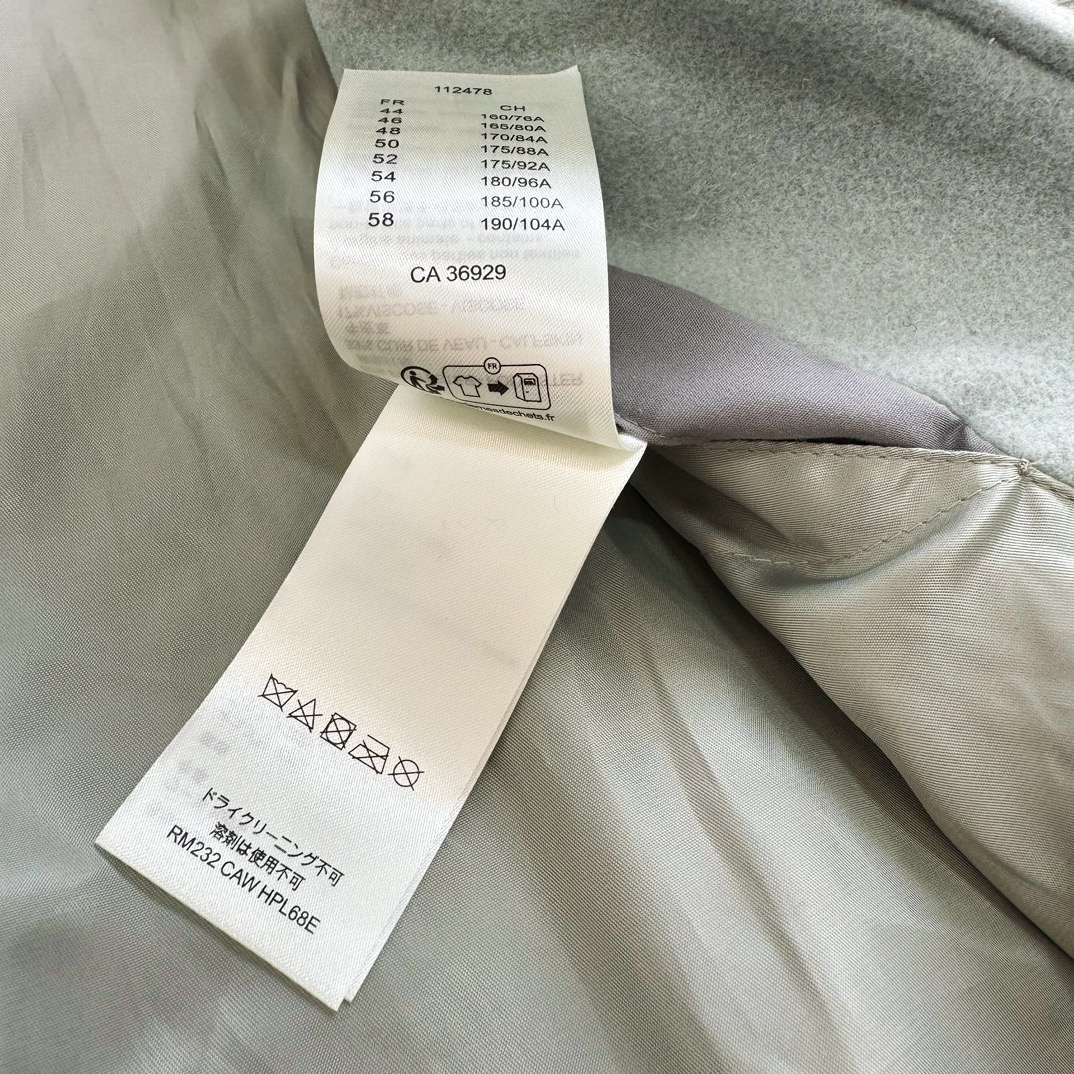 112478
FR CH
44 160/76A
46 165/80A
48 170/84A
50 175/88A
52 175/92A
54 180/96A
56 185/100A
58 190/104A
CA 36929
FR
dechets.fr
ドライクリーニング不可
溶剤は使用不可
RM232 CAW HPL68E